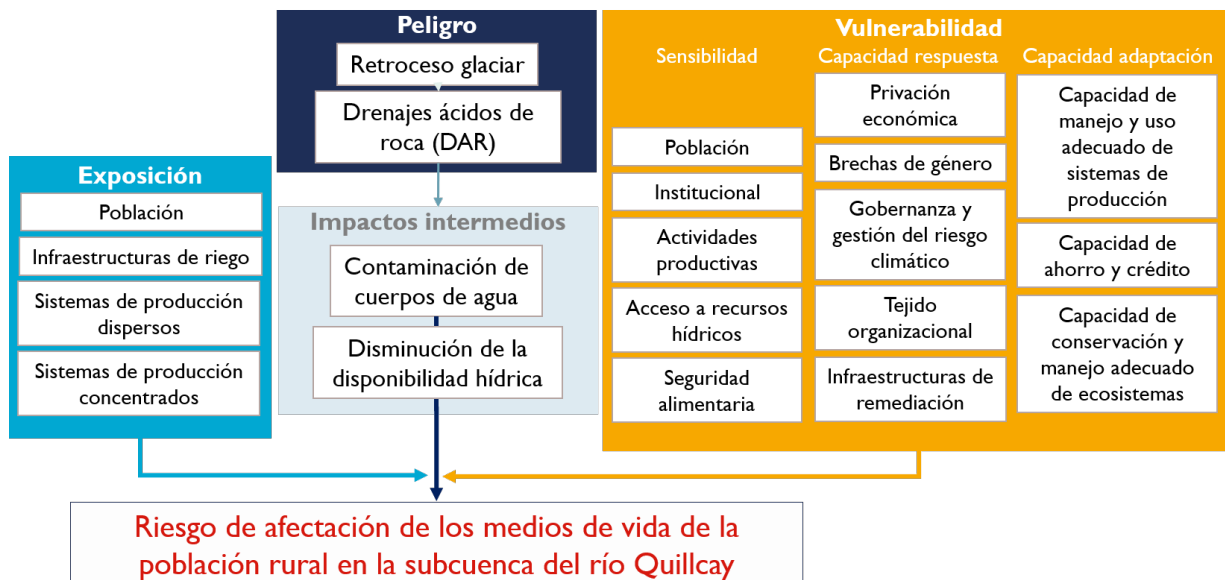 Peligro
Retroceso glaciar
Drenajes ácidos de
roca (DAR)
Exposición
Población
Infraestructuras de riego
Sistemas de producción
dispersos
Sistemas de producción
concentrados
Impactos intermedios
Contaminación de
cuerpos de agua
Disminución de la
disponibilidad hídrica
Vulnerabilidad
Sensibilidad
Población
Institucional
Actividades
productivas
Acceso a recursos
hídricos
Seguridad
alimentaria
Capacidad respuesta
Privación
económica
Brechas de género
Gobernanza y
gestión del riesgo
climático
Tejido
organizacional
Infraestructuras de
remediación
Capacidad adaptación
Capacidad de
manejo y uso
adecuado de
sistemas de
producción
Capacidad de
ahorro y crédito
Capacidad de
conservación y
manejo adecuado
de ecosistemas
Riesgo de afectación de los medios de vida de la
población rural en la subcuenca del río Quillcay